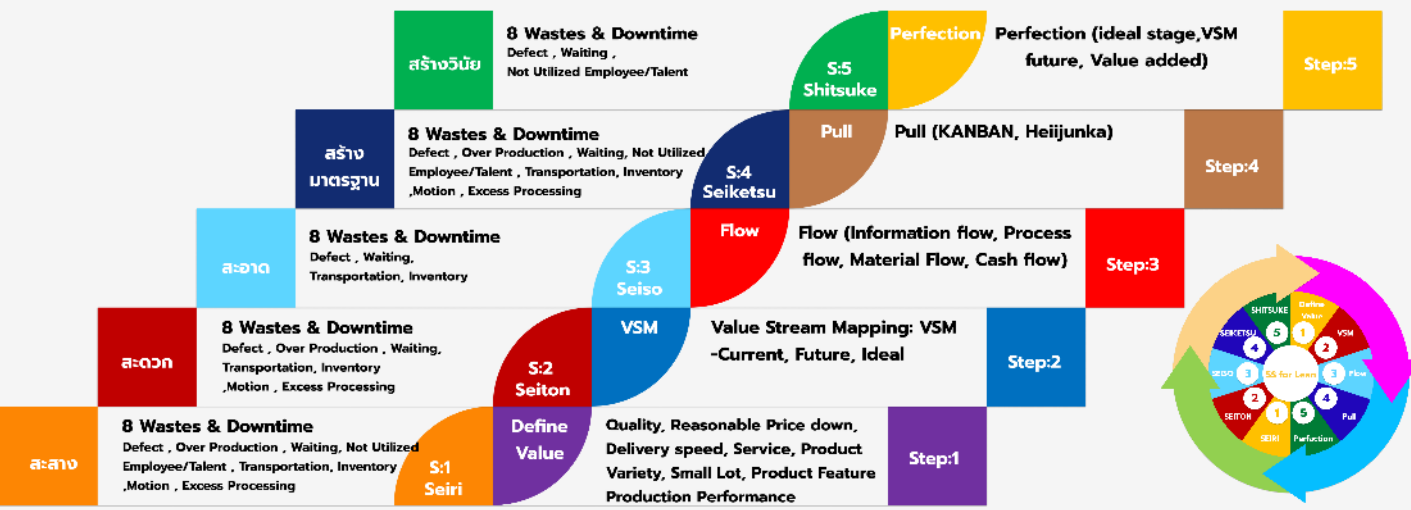 สร้างวินัย
8 Wastes & Downtime
Defect , Waiting ,
Not Utilized Employee/Talent
S:5
Shitsuke
Perfection
Perfection (ideal stage,VSM
future, Value added)
Step:5
สร้าง
มาตรฐาน
8 Wastes & Downtime
Defect , Over Production , Waiting, Not Utilized
Employee/Talent , Transportation, Inventory
,Motion , Excess Processing
S:4
Seiketsu
Pull
Pull (KANBAN, Heiijunka)
Step:4
สะอาด
8 Wastes & Downtime
Defect , Waiting,
Transportation, Inventory
S:3
Seiso
Flow
Flow (Information flow, Process
flow, Material Flow, Cash flow)
Step:3
สะดวก
8 Wastes & Downtime
Defect , Over Production , Waiting,
Transportation, Inventory
,Motion , Excess Processing
S:2
Seiton
VSM
Value Stream Mapping: VSM
-Current, Future, Ideal
Step:2
สะสาง
8 Wastes & Downtime
Defect , Over Production , Waiting, Not Utilized
Employee/Talent , Transportation, Inventory
,Motion , Excess Processing
S:1
Seiri
Define
Value
Quality, Reasonable Price down,
Delivery speed, Service, Product
Variety, Small Lot, Product Feature
Production Performance
Step:1
SHITSUKE
5
Define
Value
1
SEIKETSU
4
VSM
2
3
5S for Lean
3
Flow
SEITON
2
4
Pull
SEIRI
1
5
Perfuction